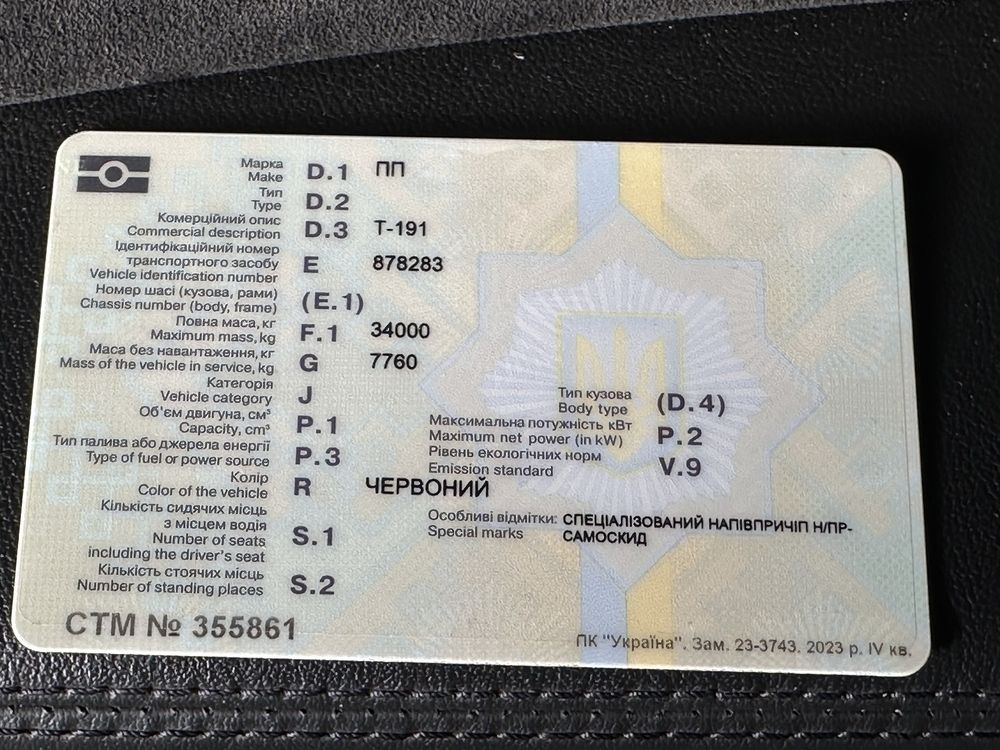 Марка
Make D.1 ПП
Тип
Type D.2
Комерційний опис
Commercial description D.3 Т-191
Ідентифікаційний номер
транспортного засобу
Vehicle identification number E 878283
Номер шасі (кузова, рами)
Chassis number (body, frame) (E.1)
Повна маса, кг
Maximum mass, kg F.1 34000
Маса без навантаження, кг
Mass of the vehicle in service, kg G 7760
Категорія
Vehicle category J
Об'єм двигуна, см³
Capacity, cm³ P.1
Тип палива або джерела енергії
Type of fuel or power source P.3
Колір
Color of the vehicle R ЧЕРВОНИЙ
Кількість сидячих місць
з місцем водія
Number of seats
including the driver's seat S.1
Кількість стоячих місць
Number of standing places S.2
Тип кузова
Body type (D.4)
Максимальна потужність кВт
Maximum net power (in kW) P.2
Рівень екологічних норм
Emission standard V.9
Особливі відмітки: СПЕЦІАЛІЗОВАНИЙ НАПІВПРИЧІП Н/ПР-
Special marks САМОСКИД
СТМ № 355861
ПК "Україна". Зам. 23-3743. 2023 р. IV кв.